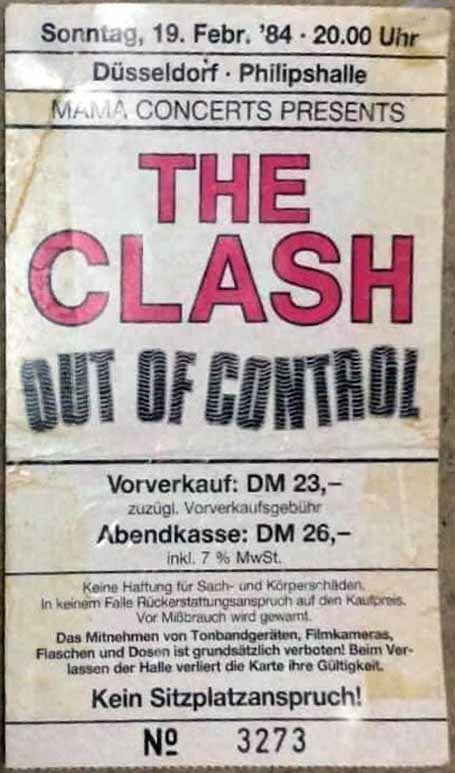 Sonntag, 19. Febr. '84 · 20.00 Uhr
Düsseldorf · Philipshalle
MAMA CONCERTS PRESENTS
THE
CLASH
OUT OF CONTROL
Vorverkauf: DM 23,–
zuzügl. Vorverkaufsgebühr
Abendkasse: DM 26,–
inkl. 7 % MwSt.
Keine Haftung für Sach- und Körperschäden.
In keinem Falle Rückerstattungsanspruch auf den Kaufpreis.
Vor Mißbrauch wird gewarnt.
Das Mitnehmen von Tonbandgeräten, Filmkameras,
Flaschen und Dosen ist grundsätzlich verboten! Beim Ver-
lassen der Halle verliert die Karte ihre Gültigkeit.
Kein Sitzplatzanspruch!
Nº 3273